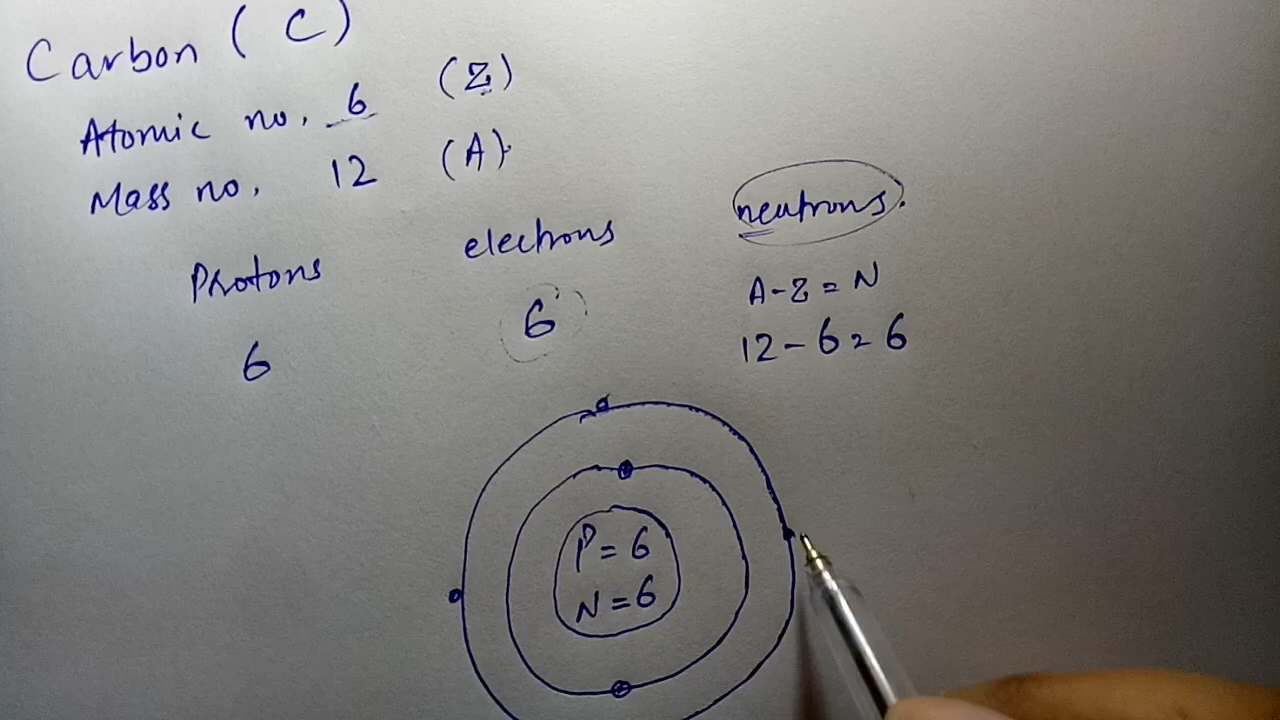 Carbon ( C )
Atomic no. 6 (Z)
Mass no. 12 (A).
Protons electrons neutrons.
6 6 A-Z = N
12 - 6 = 6
P = 6
N = 6